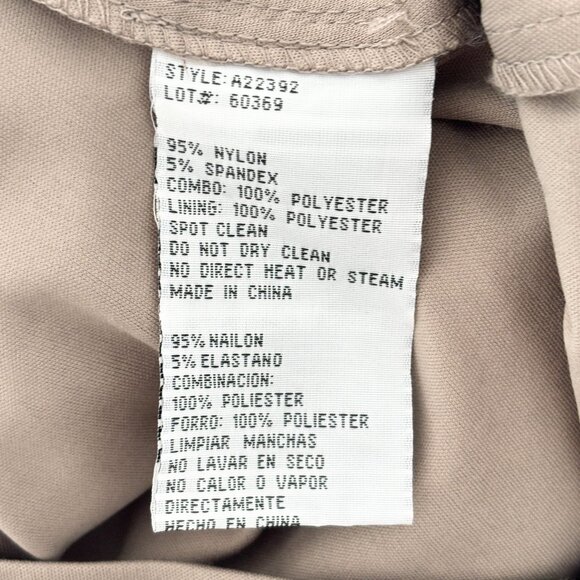 STYLE: A22392
LOT#: 60369
95% NYLON
5% SPANDEX
COMBO: 100% POLYESTER
LINING: 100% POLYESTER
SPOT CLEAN
DO NOT DRY CLEAN
NO DIRECT HEAT OR STEAM
MADE IN CHINA
95% NAILON
5% ELASTANO
COMBINACION:
100% POLIESTER
FORRO: 100% POLIESTER
LIMPIAR MANCHAS
NO LAVAR EN SECO
NO CALOR O VAPOR
DIRECTAMENTE
HECHO EN CHINA